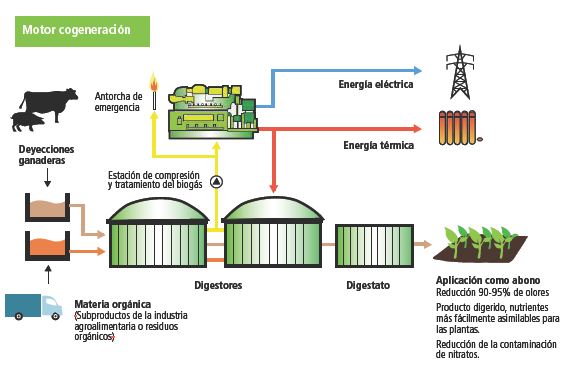 Motor cogeneración
Antorcha de
emergencia
Energía eléctrica
Energía térmica
Deyecciones
ganaderas
Estación de compresión
y tratamiento del biogás
Digestores
Digestato
Materia orgánica
(Subproductos de la industria
agroalimentaria o residuos
orgánicos)
Aplicación como abono
Reducción 90-95% de olores
Producto digerido, nutrientes
más fácilmente asimilables para
las plantas.
Reducción de la contaminación
de nitratos.